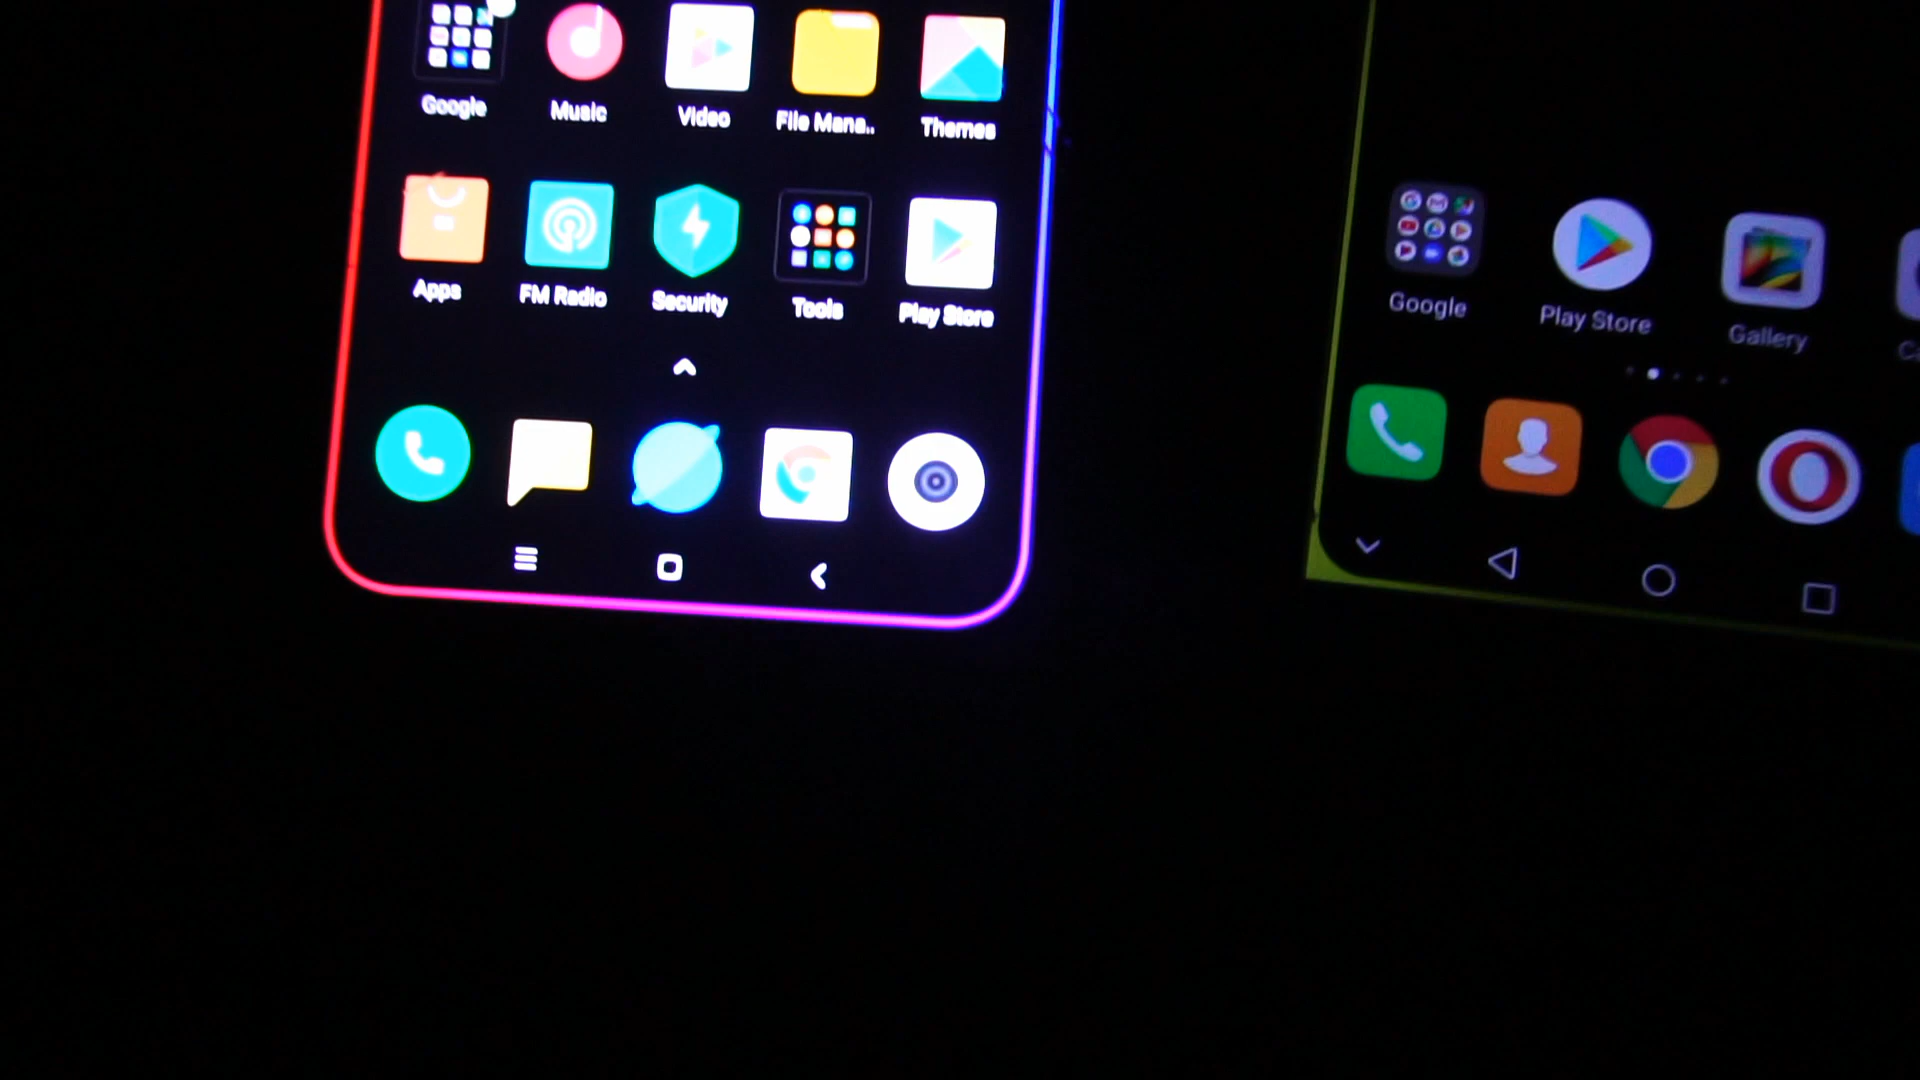 Google
Music
Video
File Mana..
Themes
Apps
FM Radio
Security
Tools
Play Store
Google
Play Store
Gallery